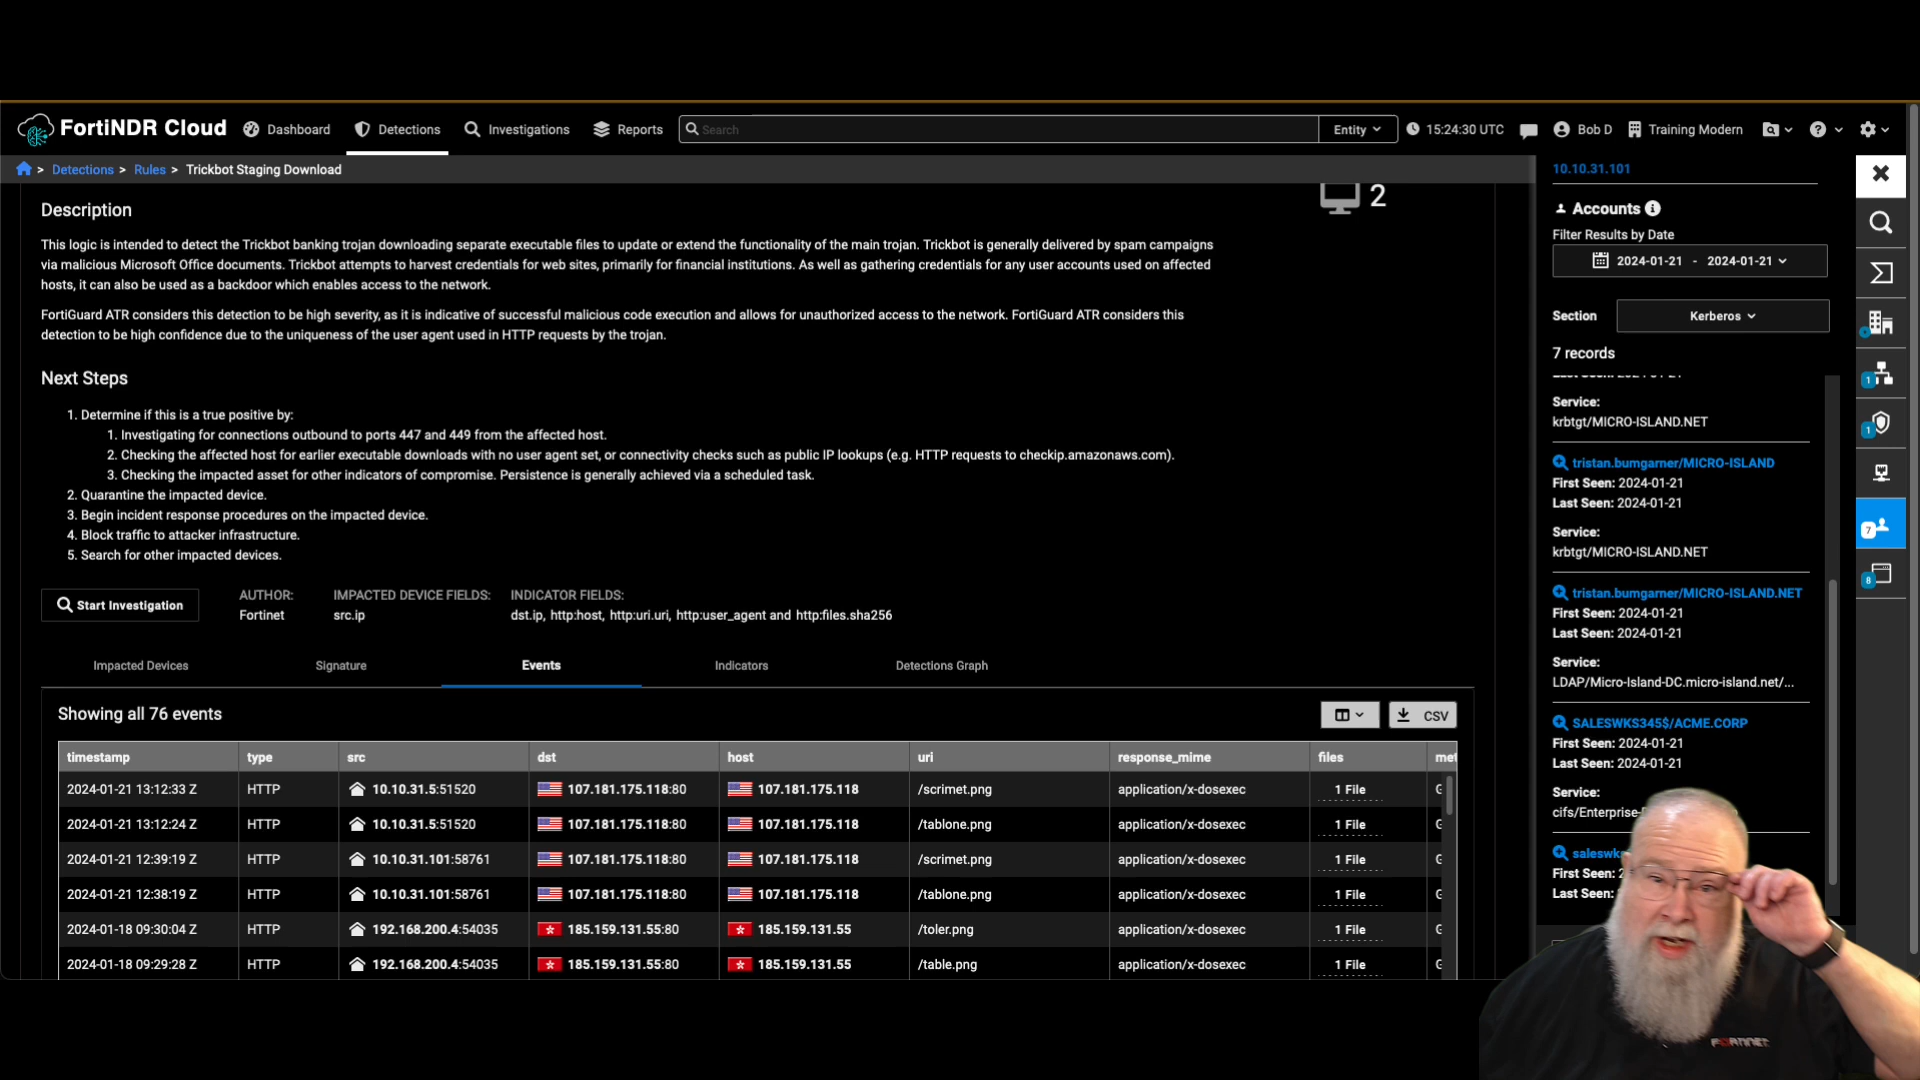 FortiNDR Cloud
Dashboard
Detections
Investigations
Reports
Search
Entity
15:24:30 UTC
Bob D
Training Modern
> Detections > Rules > Trickbot Staging Download
2
Description
This logic is intended to detect the Trickbot banking trojan downloading separate executable files to update or extend the functionality of the main trojan. Trickbot is generally delivered by spam campaigns
via malicious Microsoft Office documents. Trickbot attempts to harvest credentials for web sites, primarily for financial institutions. As well as gathering credentials for any user accounts used on affected
hosts, it can also be used as a backdoor which enables access to the network.
FortiGuard ATR considers this detection to be high severity, as it is indicative of successful malicious code execution and allows for unauthorized access to the network. FortiGuard ATR considers this
detection to be high confidence due to the uniqueness of the user agent used in HTTP requests by the trojan.
Next Steps
1. Determine if this is a true positive by:
1. Investigating for connections outbound to ports 447 and 449 from the affected host.
2. Checking the affected host for earlier executable downloads with no user agent set, or connectivity checks such as public IP lookups (e.g. HTTP requests to checkip.amazonaws.com).
3. Checking the impacted asset for other indicators of compromise. Persistence is generally achieved via a scheduled task.
2. Quarantine the impacted device.
3. Begin incident response procedures on the impacted device.
4. Block traffic to attacker infrastructure.
5. Search for other impacted devices.
Start Investigation
AUTHOR:
Fortinet
IMPACTED DEVICE FIELDS:
src.ip
INDICATOR FIELDS:
dst.ip, http:host, http:uri.uri, http:user_agent and http:files.sha256
Impacted Devices
Signature
Events
Indicators
Detections Graph
Showing all 76 events
CSV
timestamp type src dst host uri response_mime files met
2024-01-21 13:12:33 Z HTTP 10.10.31.5:51520 107.181.175.118:80 107.181.175.118 /scrimet.png application/x-dosexec 1 File G
2024-01-21 13:12:24 Z HTTP 10.10.31.5:51520 107.181.175.118:80 107.181.175.118 /tablone.png application/x-dosexec 1 File G
2024-01-21 12:39:19 Z HTTP 10.10.31.101:58761 107.181.175.118:80 107.181.175.118 /scrimet.png application/x-dosexec 1 File G
2024-01-21 12:38:19 Z HTTP 10.10.31.101:58761 107.181.175.118:80 107.181.175.118 /tablone.png application/x-dosexec 1 File G
2024-01-18 09:30:04 Z HTTP 192.168.200.4:54035 185.159.131.55:80 185.159.131.55 /toler.png application/x-dosexec 1 File G
2024-01-18 09:29:28 Z HTTP 192.168.200.4:54035 185.159.131.55:80 185.159.131.55 /table.png application/x-dosexec 1 File G
10.10.31.101
Accounts
Filter Results by Date
2024-01-21 - 2024-01-21
Section
Kerberos
7 records
Service:
krbtgt/MICRO-ISLAND.NET
tristan.bumgarner/MICRO-ISLAND
First Seen: 2024-01-21
Last Seen: 2024-01-21
Service:
krbtgt/MICRO-ISLAND.NET
tristan.bumgarner/MICRO-ISLAND.NET
First Seen: 2024-01-21
Last Seen: 2024-01-21
Service:
LDAP/Micro-Island-DC.micro-island.net/...
SALESWKS345$/ACME.CORP
First Seen: 2024-01-21
Last Seen: 2024-01-21
Service:
cifs/Enterprise-
saleswk
First Seen: 2
Last Seen:
1
1
7
8
FORTINET